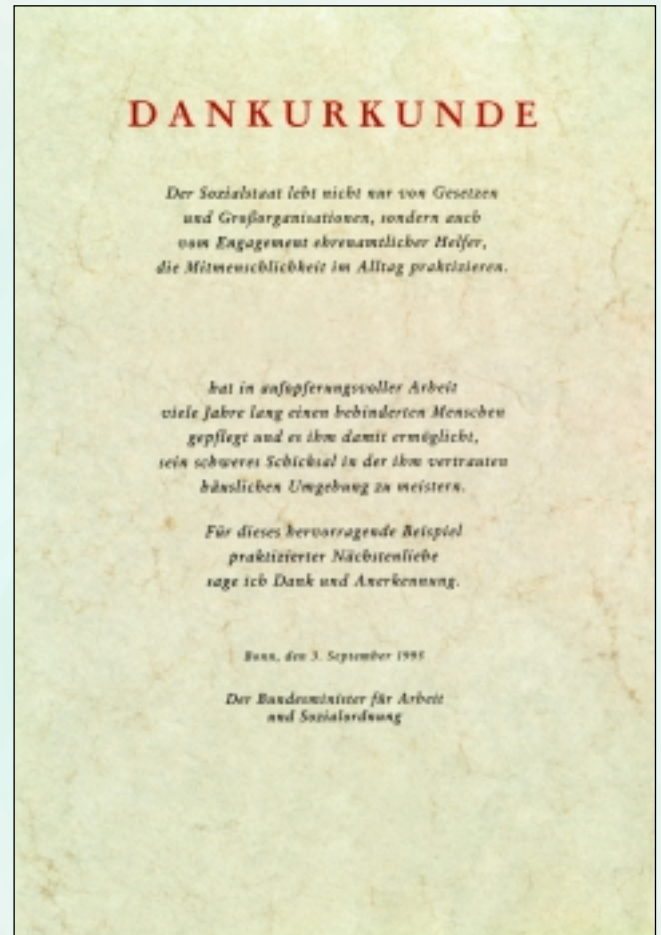 DANKURKUNDE
Der Sozialstaat lebt nicht nur von Gesetzen
und Großorganisationen, sondern auch
vom Engagement ehrenamtlicher Helfer,
die Mitmenschlichkeit im Alltag praktizieren.
hat in aufopferungsvoller Arbeit
viele Jahre lang einen behinderten Menschen
gepflegt und es ihm damit ermöglicht,
sein schweres Schicksal in der ihm vertrauten
häuslichen Umgebung zu meistern.
Für dieses hervorragende Beispiel
praktizierter Nächstenliebe
sage ich Dank und Anerkennung.
Bonn, den 3. September
Der Bundesminister für Arbeit
und Sozialordnung